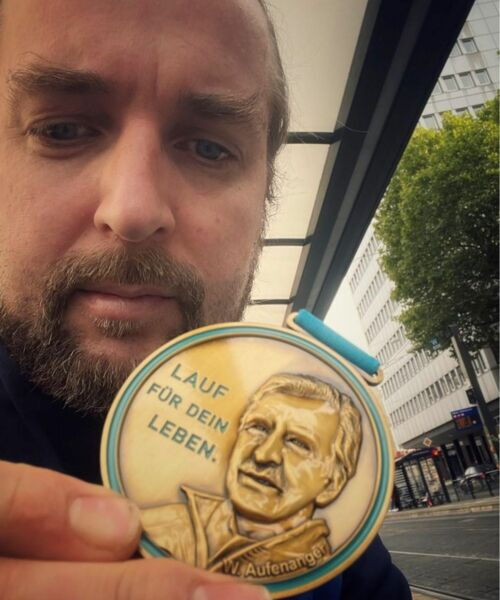 LAUF
FÜR DEIN
LEBEN.
W. Aufenanger